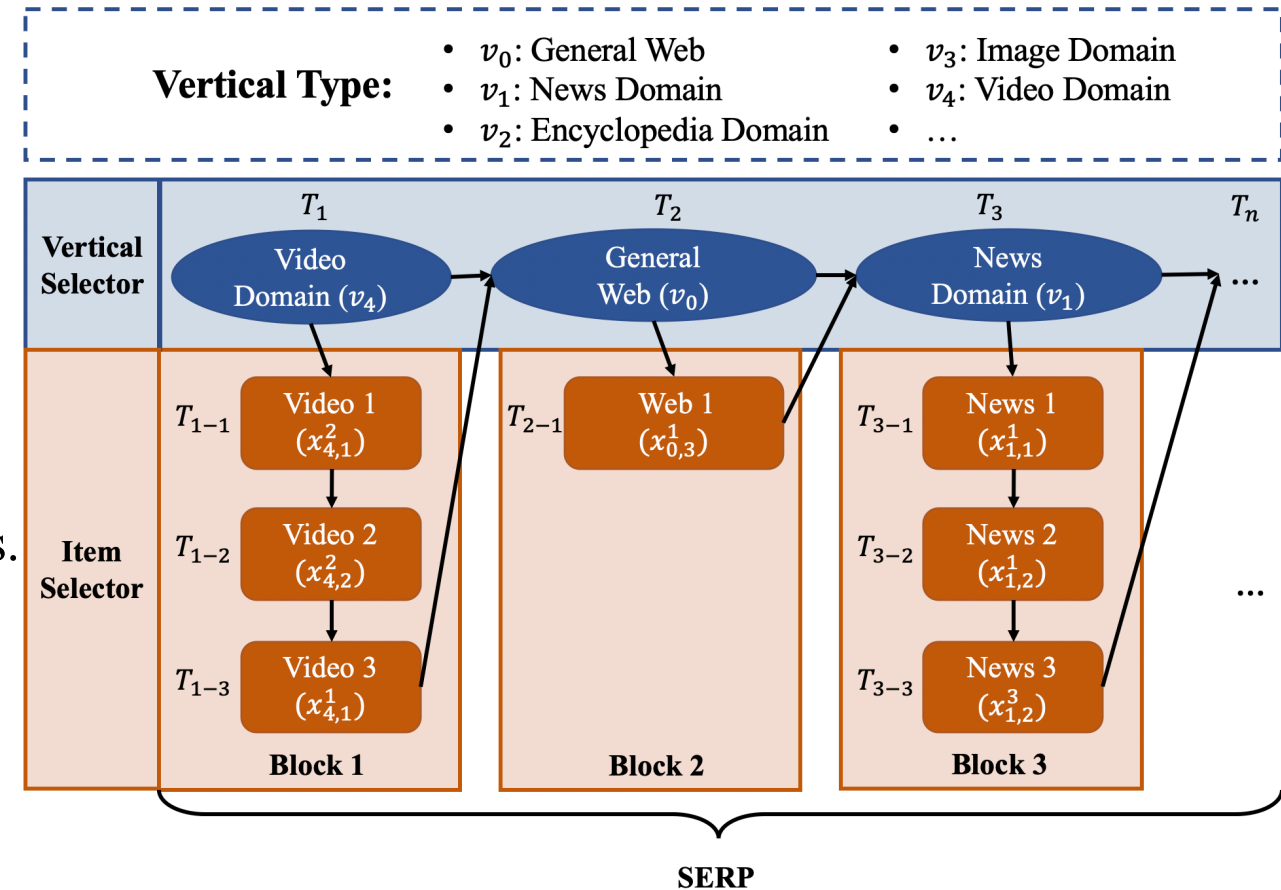 Vertical Type:
• v₀: General Web
• v₁: News Domain
• v₂: Encyclopedia Domain
• v₃: Image Domain
• v₄: Video Domain
• ...
Vertical
Selector
T₁
T₂
T₃
Tₙ
Video
Domain (v₄)
General
Web (v₀)
News
Domain (v₁)
...
s.
Item
Selector
T₁₋₁
Video 1
(x²₄,₁)
T₁₋₂
Video 2
(x²₄,₂)
T₁₋₃
Video 3
(x¹₄,₁)
Block 1
T₂₋₁
Web 1
(x¹₀,₃)
Block 2
T₃₋₁
News 1
(x¹₁,₁)
T₃₋₂
News 2
(x¹₁,₂)
T₃₋₃
News 3
(x³₁,₂)
Block 3
...
SERP